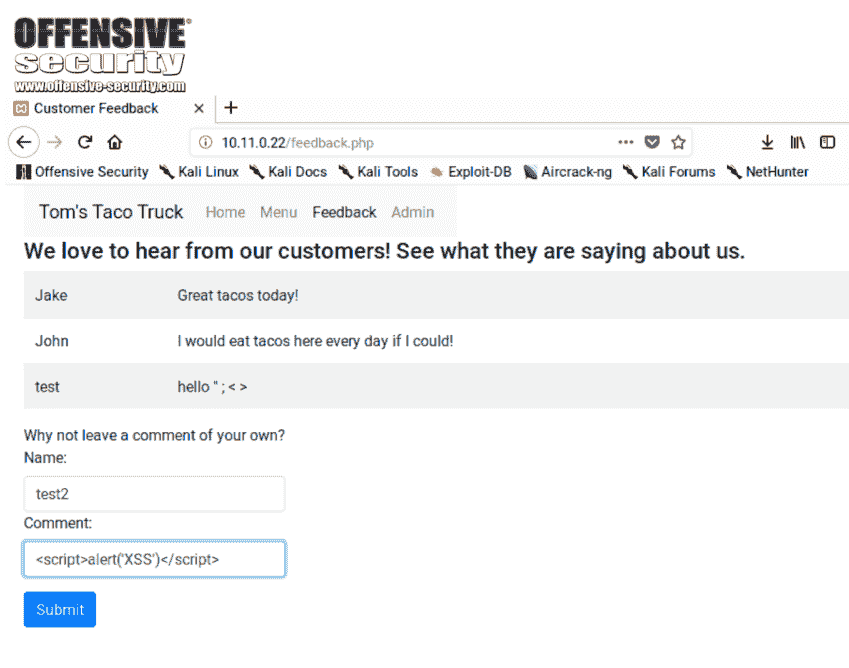 OFFENSIVE®
security
www.offensive-security.com
Customer Feedback
10.11.0.22/feedback.php
Offensive Security Kali Linux Kali Docs Kali Tools Exploit-DB Aircrack-ng Kali Forums NetHunter
Tom's Taco Truck Home Menu Feedback Admin
We love to hear from our customers! See what they are saying about us.
Jake Great tacos today!
John I would eat tacos here every day if I could!
test hello " ; < >
Why not leave a comment of your own?
Name:
test2
Comment:
<script>alert('XSS')</script>
Submit